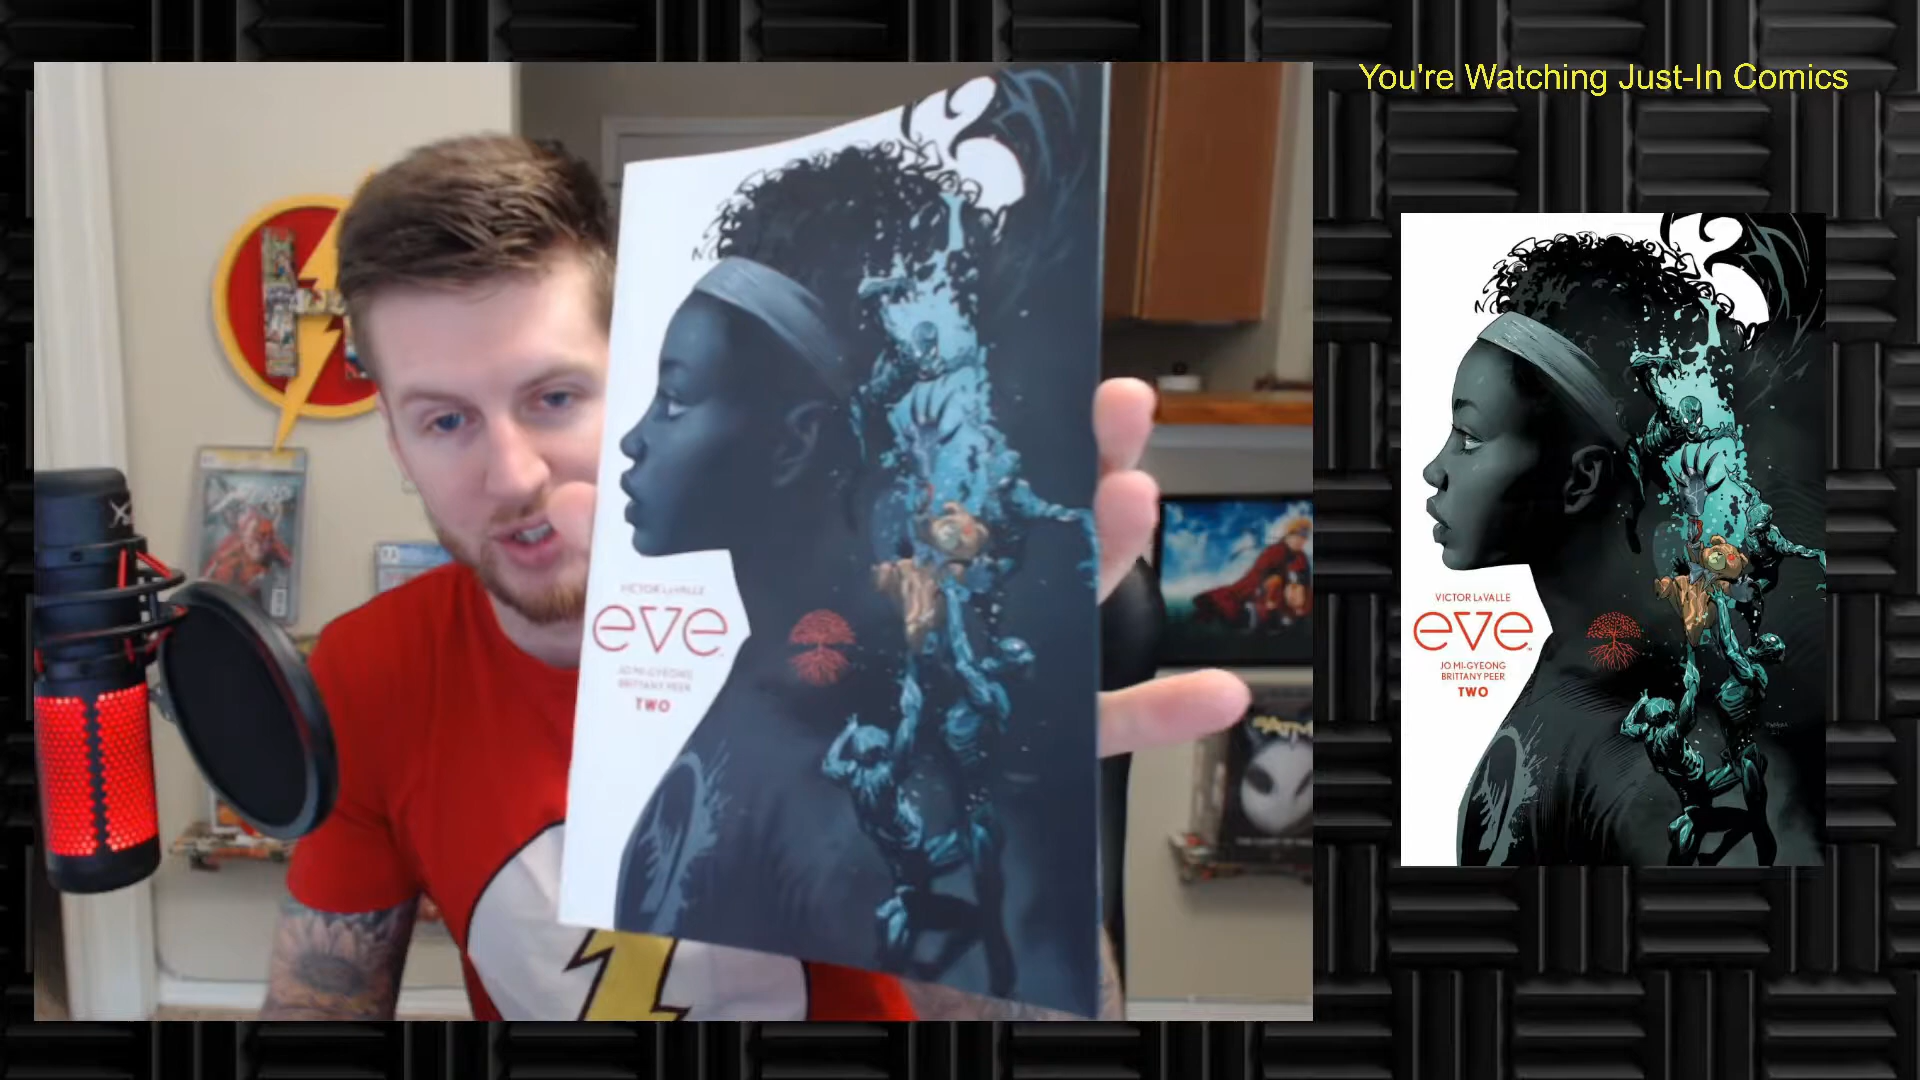 You're Watching Just-In Comics
VICTOR LAVALLE
eve
JO MI-GYEONG
BRITTANY PEER
TWO
VICTOR LAVALLE
eve
JO MI-GYEONG
BRITTANY PEER
TWO